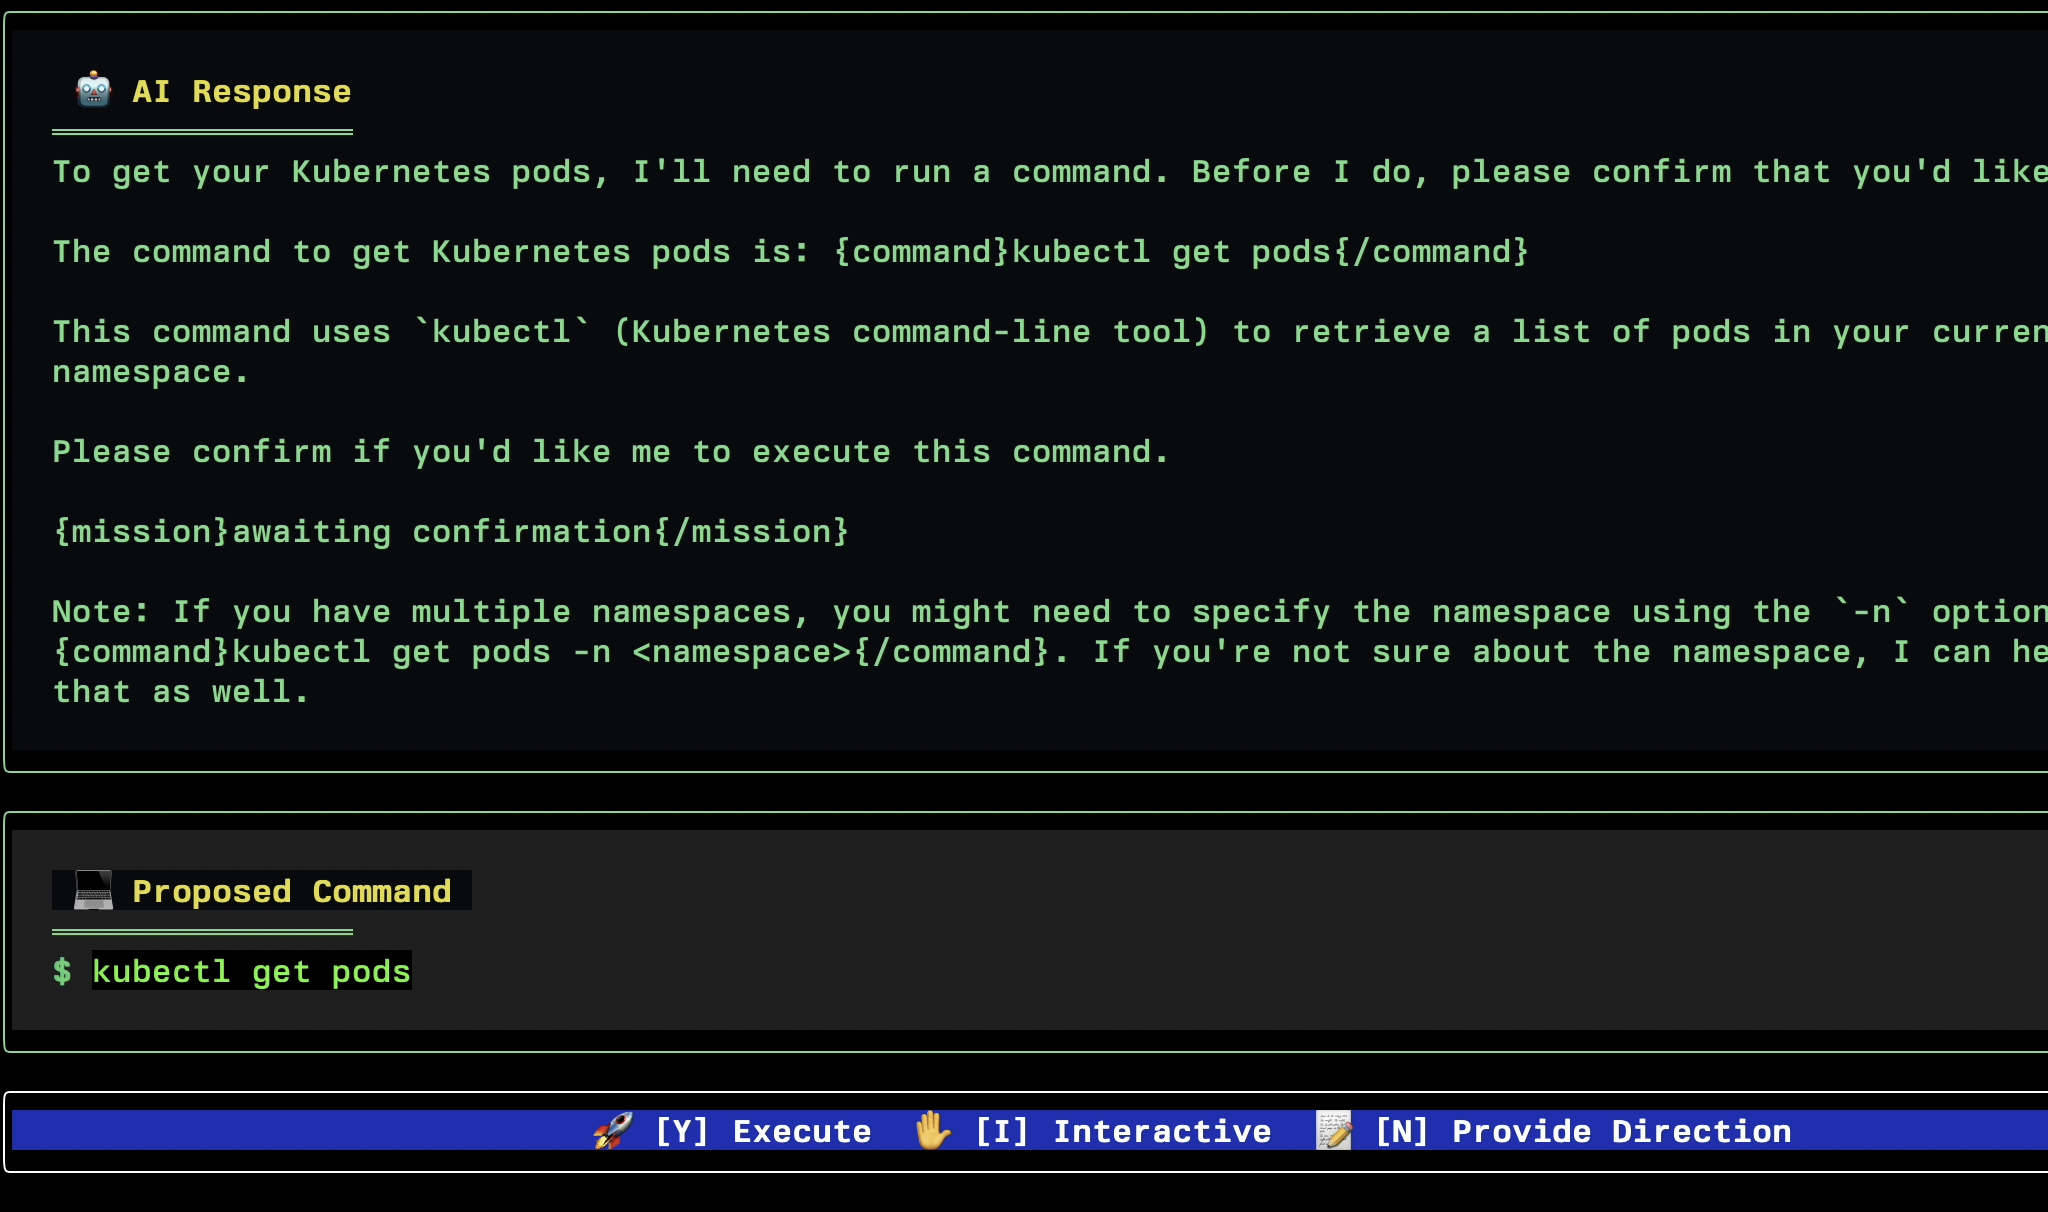 AI Response
To get your Kubernetes pods, I'll need to run a command. Before I do, please confirm that you'd like
The command to get Kubernetes pods is: {command}kubectl get pods{/command}
This command uses `kubectl` (Kubernetes command-line tool) to retrieve a list of pods in your curren
namespace.
Please confirm if you'd like me to execute this command.
{mission}awaiting confirmation{/mission}
Note: If you have multiple namespaces, you might need to specify the namespace using the `-n` option
{command}kubectl get pods -n <namespace>{/command}. If you're not sure about the namespace, I can he
that as well.
Proposed Command
$ kubectl get pods
[Y] Execute [I] Interactive [N] Provide Direction